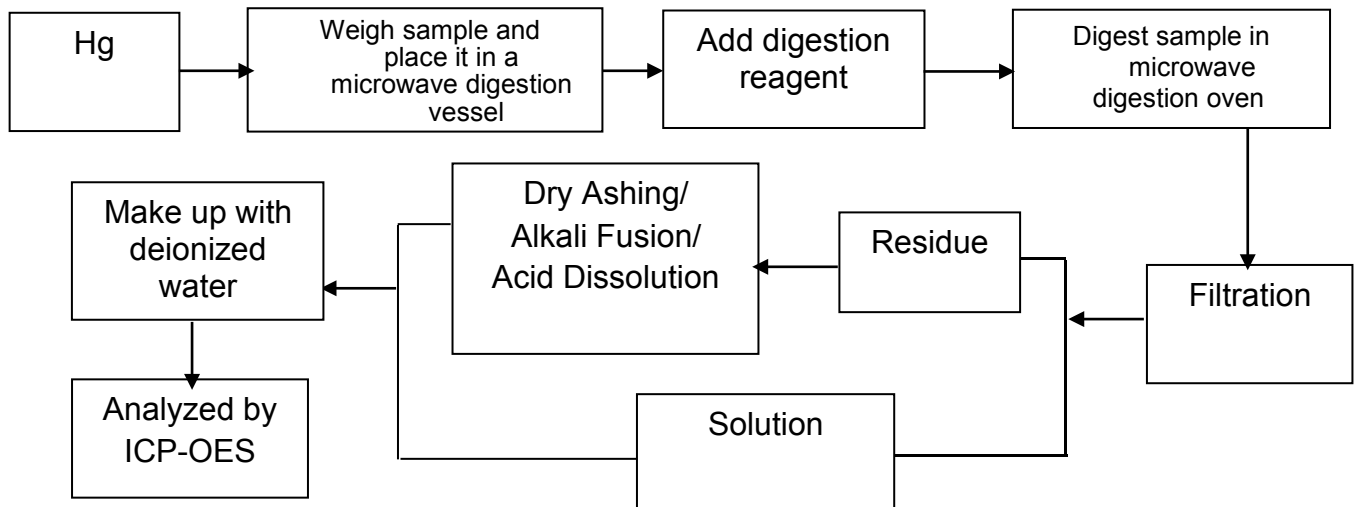 Hg
Weigh sample and
place it in a
microwave digestion
vessel
Add digestion
reagent
Digest sample in
microwave
digestion oven
Filtration
Residue
Solution
Dry Ashing/
Alkali Fusion/
Acid Dissolution
Make up with
deionized
water
Analyzed by
ICP-OES